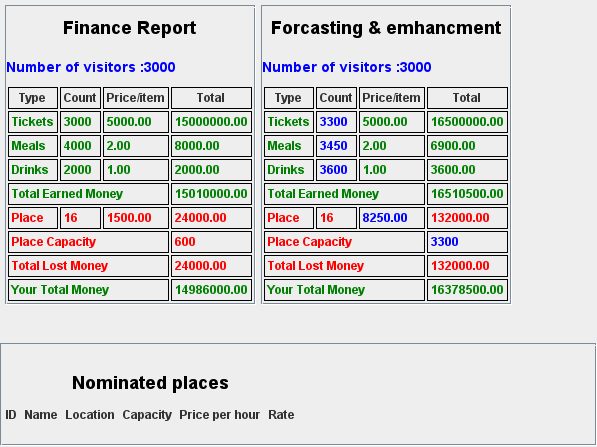 Finance Report
Number of visitors :3000
Type Count Price/item Total
Tickets 3000 5000.00 15000000.00
Meals 4000 2.00 8000.00
Drinks 2000 1.00 2000.00
Total Earned Money 15010000.00
Place 16 1500.00 24000.00
Place Capacity 600
Total Lost Money 24000.00
Your Total Money 14986000.00
Forcasting & emhancment
Number of visitors :3000
Type Count Price/item Total
Tickets 3300 5000.00 16500000.00
Meals 3450 2.00 6900.00
Drinks 3600 1.00 3600.00
Total Earned Money 16510500.00
Place 16 8250.00 132000.00
Place Capacity 3300
Total Lost Money 132000.00
Your Total Money 16378500.00
Nominated places
ID Name Location Capacity Price per hour Rate